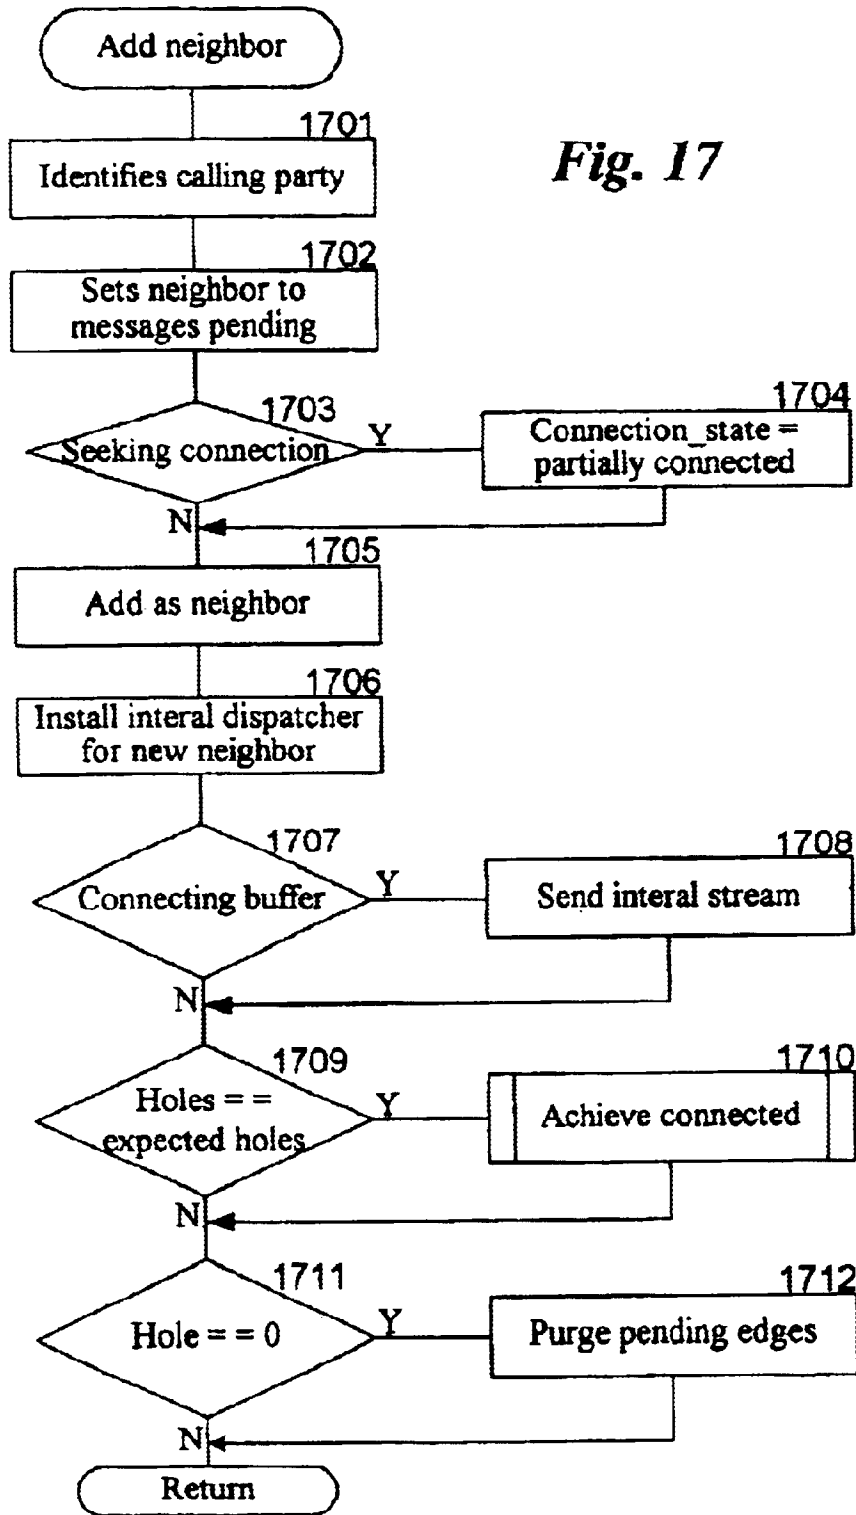 Add neighbor
Fig. 17
1701
Identifies calling party
1702
Sets neighbor to
messages pending
1703
Seeking connection
Y
1704
Connection_state =
partially connected
N
1705
Add as neighbor
1706
Install interal dispatcher
for new neighbor
1707
Connecting buffer
Y
1708
Send interal stream
N
1709
Holes = =
expected holes
Y
1710
Achieve connected
N
1711
Hole = = 0
Y
1712
Purge pending edges
N
Return